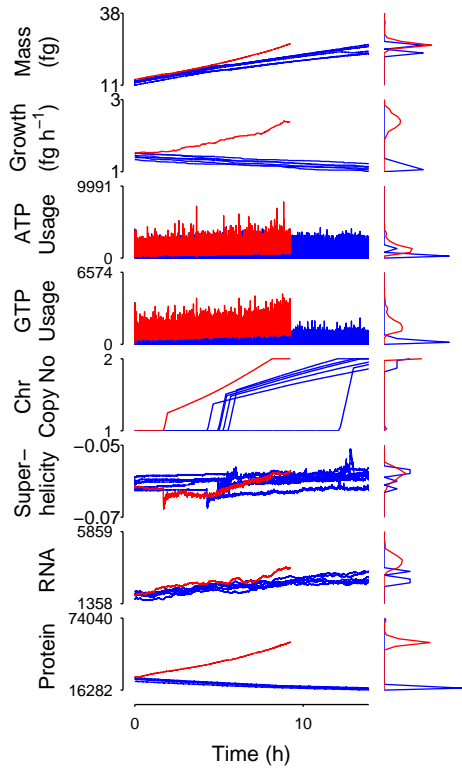 38
Mass
(fg)
11
3
Growth
(fg h⁻¹)
1
9991
ATP
Usage
0
6574
GTP
Usage
0
2
Chr
Copy No
1
−0.05
Super−
helicity
−0.07
5859
RNA
1358
74040
Protein
16282
0 10
Time (h)